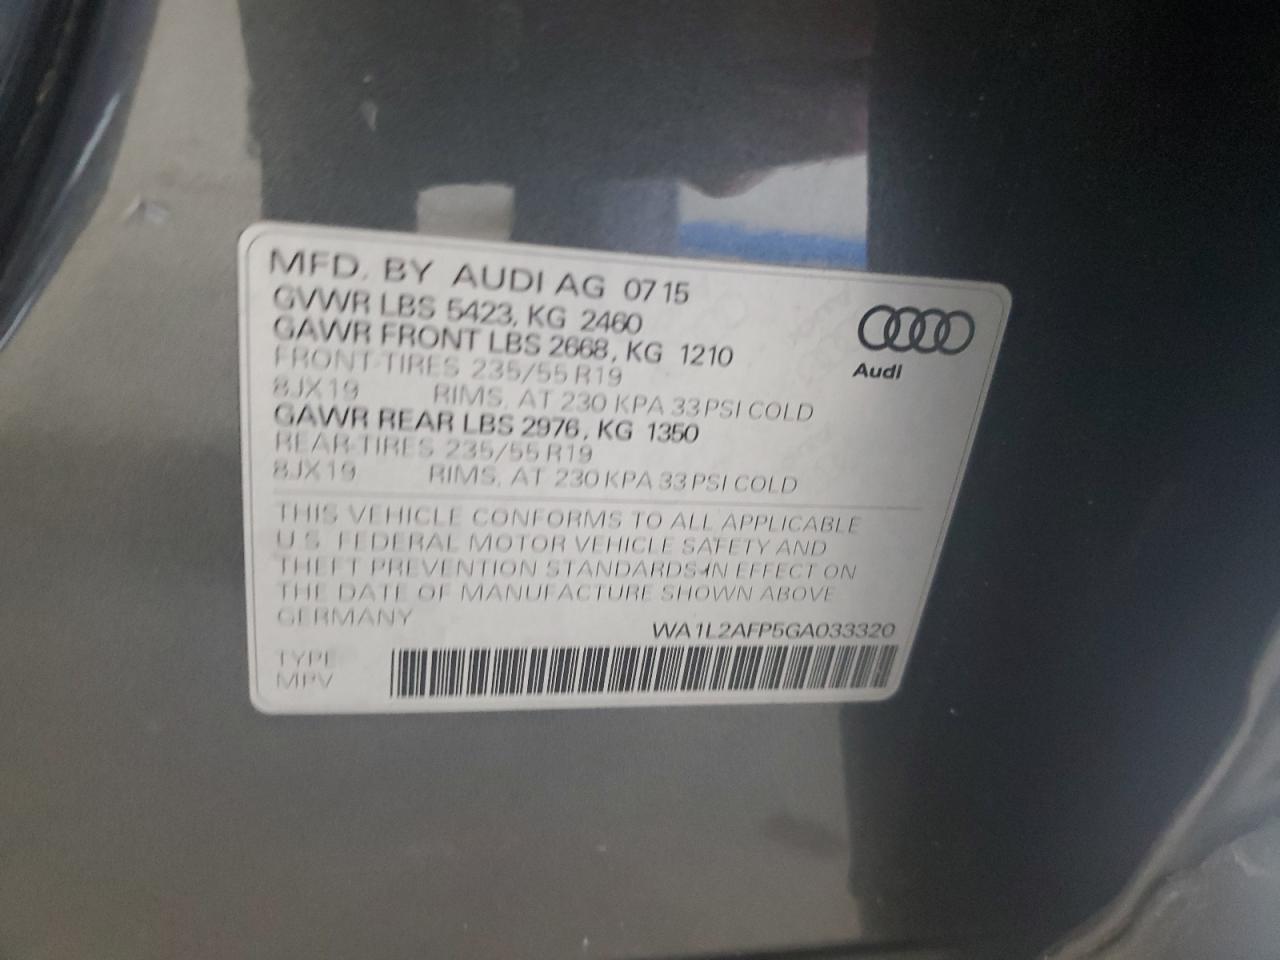 MFD. BY AUDI AG 0715
GVWR LBS 5423, KG 2460
GAWR FRONT LBS 2668, KG 1210
FRONT-TIRES 235/55 R19
8JX19 RIMS, AT 230 KPA 33 PSI COLD
GAWR REAR LBS 2976, KG 1350
REAR-TIRES 235/55 R19
8JX19 RIMS, AT 230 KPA 33 PSI COLD
Audi
THIS VEHICLE CONFORMS TO ALL APPLICABLE
U.S. FEDERAL MOTOR VEHICLE SAFETY AND
THEFT PREVENTION STANDARDS IN EFFECT ON
THE DATE OF MANUFACTURE SHOWN ABOVE
GERMANY
WA1L2AFP5GA033320
TYPE
MPV